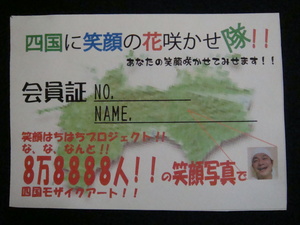 四国に笑顔の花咲かせ隊!!
あなたの笑顔咲かせてみせます!!
会員証 NO.
NAME.
笑顔はちはちプロジェクト!!
な、な、なんと!!
8万8888人!!の笑顔写真で
四国モザイクアート!!